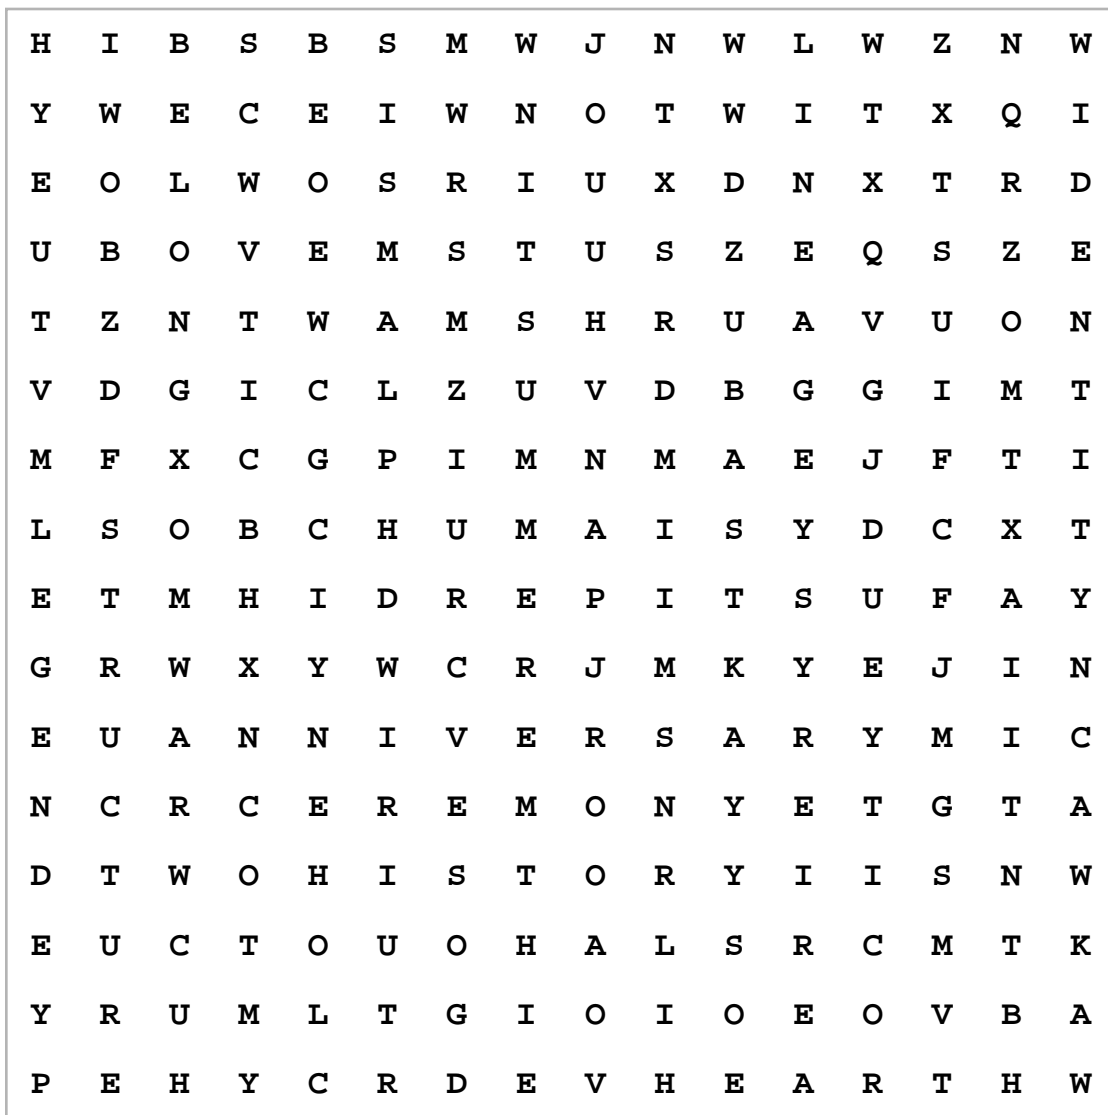 H I B S B S M W J N W L W Z N W
Y W E C E I W N O T W I T X Q I
E O L W O S R I U X D N X T R D
U B O V E M S T U S Z E Q S Z E
T Z N T W A M S H R U A V U O N
V D G I C L Z U V D B G G I M T
M F X C G P I M N M A E J F T I
L S O B C H U M A I S Y D C X T
E T M H I D R E P I T S U F A Y
G R W X Y W C R J M K Y E J I N
E U A N N I V E R S A R Y M I C
N C R C E R E M O N Y E T G T A
D T W O H I S T O R Y I I S N W
E U C T O U O H A L S R C M T K
Y R U M L T G I O I O E O V B A
P E H Y C R D E V H E A R T H W